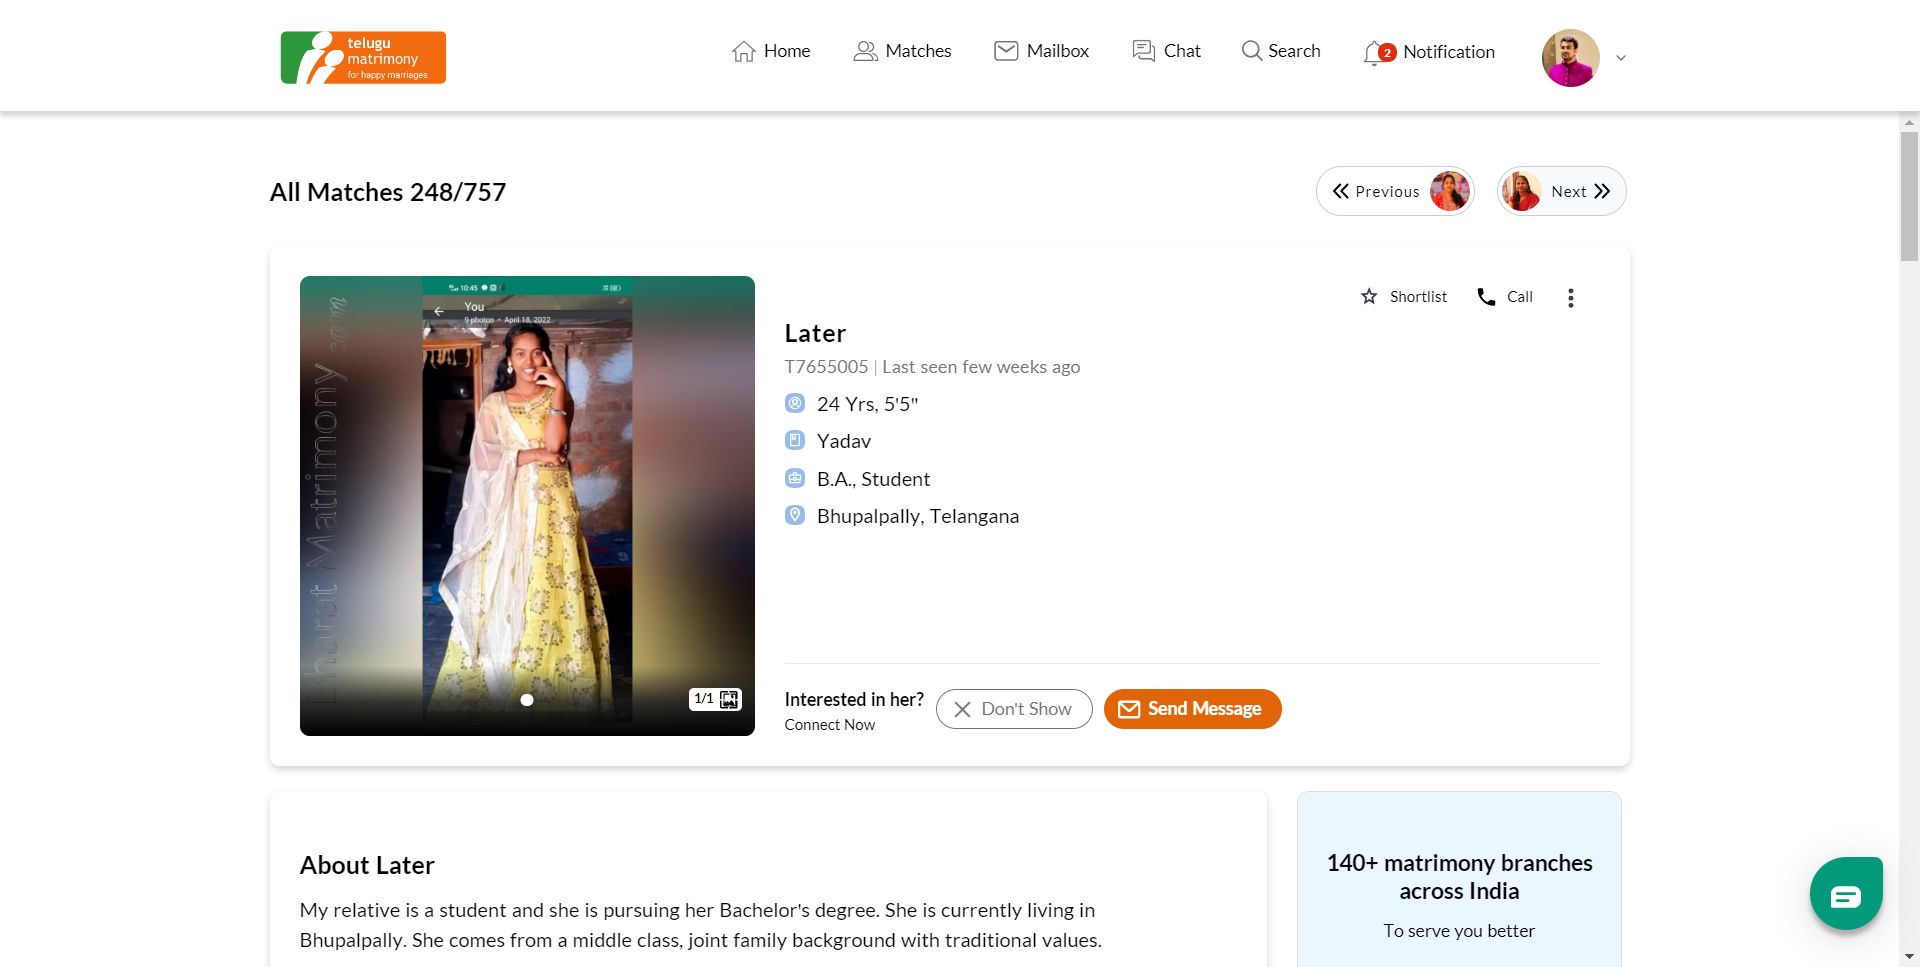 telugu
matrimony
for happy marriages
Home
Matches
Mailbox
Chat
Search
2
Notification
All Matches 248/757
Previous
Next
Bharat Matrimony com
10:45
You
9 photos • April 18, 2022
1/1
Shortlist
Call
Later
T7655005 | Last seen few weeks ago
24 Yrs, 5'5"
Yadav
B.A., Student
Bhupalpally, Telangana
Interested in her?
Connect Now
Don't Show
Send Message
About Later
My relative is a student and she is pursuing her Bachelor's degree. She is currently living in
Bhupalpally. She comes from a middle class, joint family background with traditional values.
140+ matrimony branches
across India
To serve you better